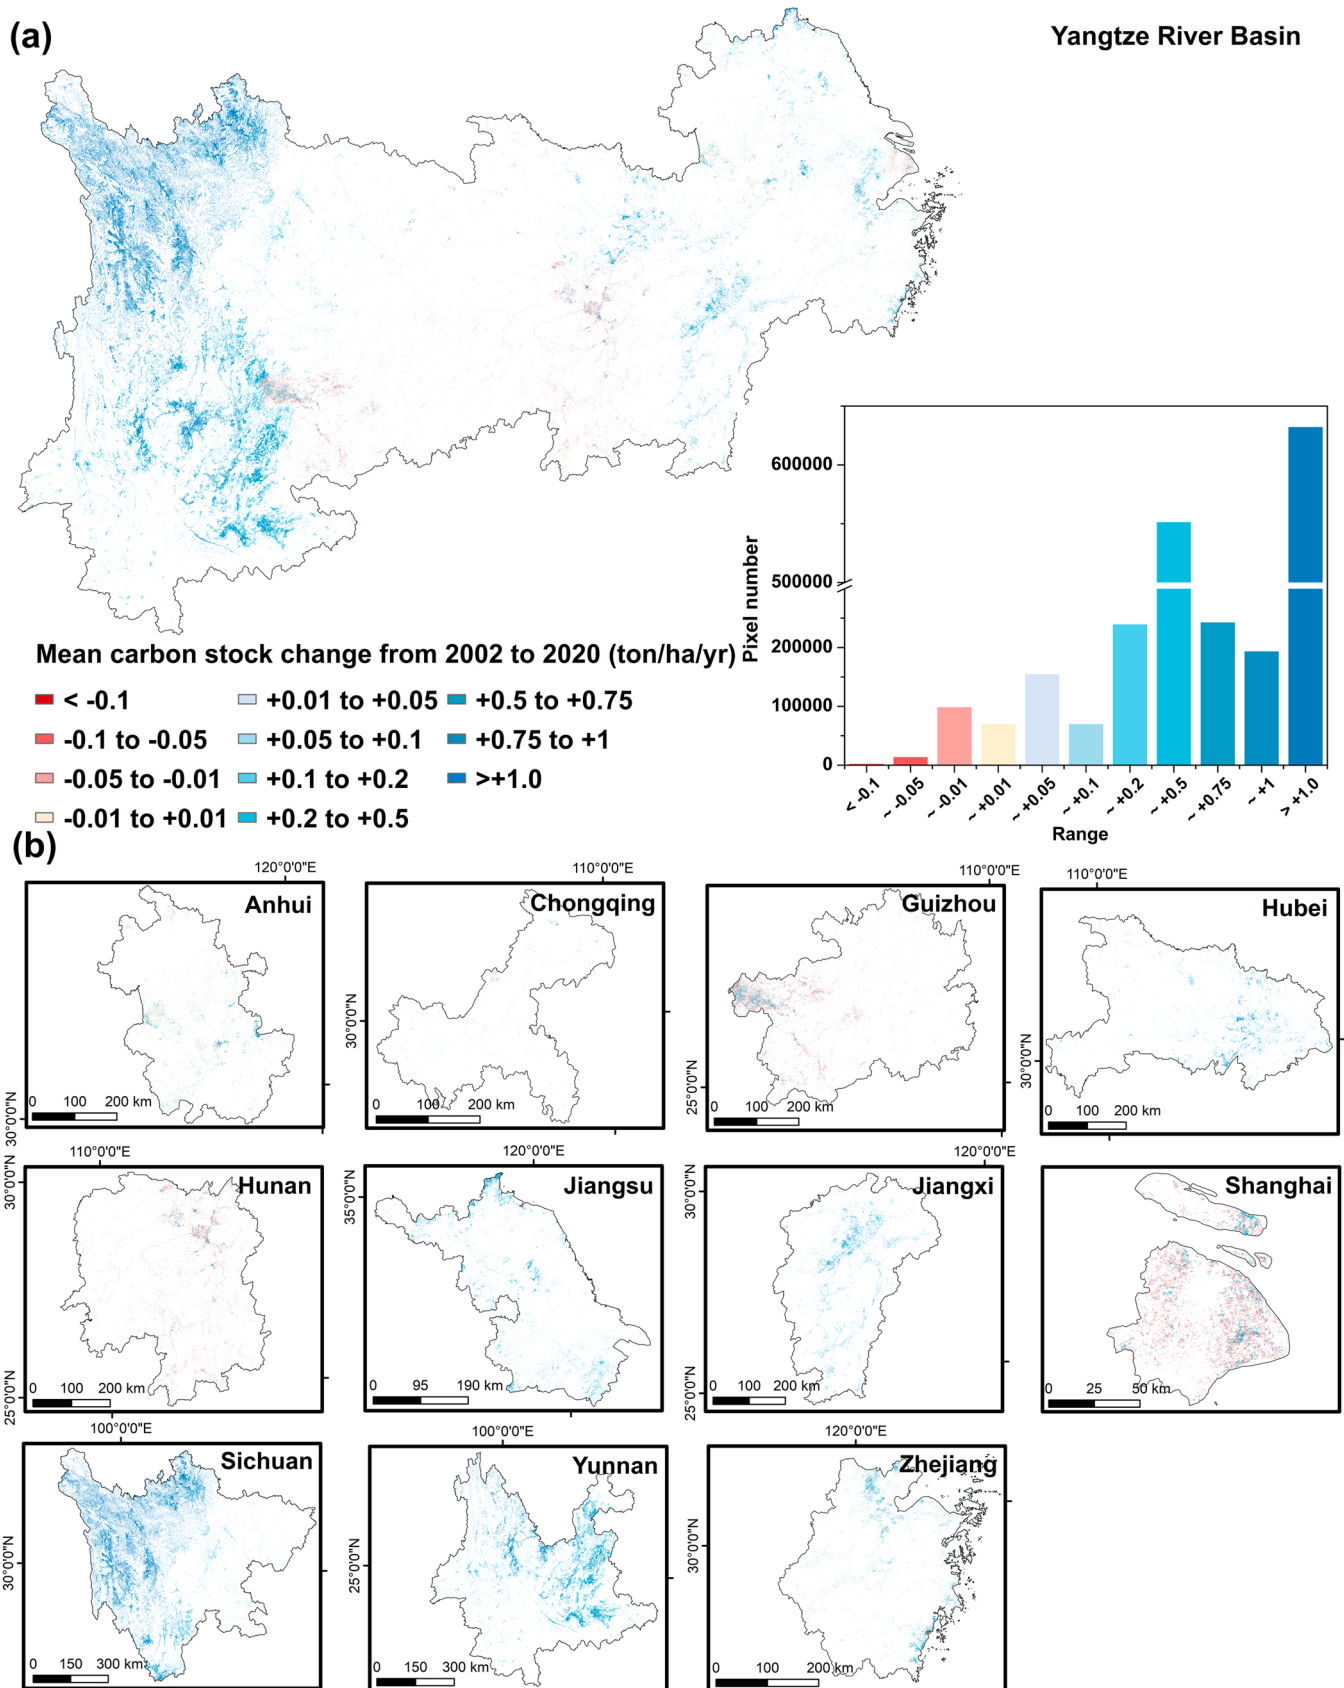 (a)
Yangtze River Basin
Mean carbon stock change from 2002 to 2020 (ton/ha/yr)
< -0.1
-0.1 to -0.05
-0.05 to -0.01
-0.01 to +0.01
+0.01 to +0.05
+0.05 to +0.1
+0.1 to +0.2
+0.2 to +0.5
+0.5 to +0.75
+0.75 to +1
>+1.0
Pixel number
600000
500000
200000
100000
0
< -0.1
~ -0.05
~ -0.01
~ +0.01
~ +0.05
~ +0.1
~ +0.2
~ +0.5
~ +0.75
~ +1
> +1.0
Range
(b)
120°0'0"E
Anhui
30°0'0"N
0 100 200 km
110°0'0"E
Chongqing
30°0'0"N
0 100 200 km
110°0'0"E
Guizhou
25°0'0"N
0 100 200 km
110°0'0"E
Hubei
30°0'0"N
0 100 200 km
110°0'0"E
30°0'0"N
Hunan
25°0'0"N
0 100 200 km
120°0'0"E
35°0'0"N
Jiangsu
0 95 190 km
120°0'0"E
30°0'0"N
Jiangxi
25°0'0"N
0 100 200 km
Shanghai
0 25 50 km
100°0'0"E
Sichuan
30°0'0"N
0 150 300 km
100°0'0"E
Yunnan
25°0'0"N
0 150 300 km
120°0'0"E
Zhejiang
30°0'0"N
0 100 200 km